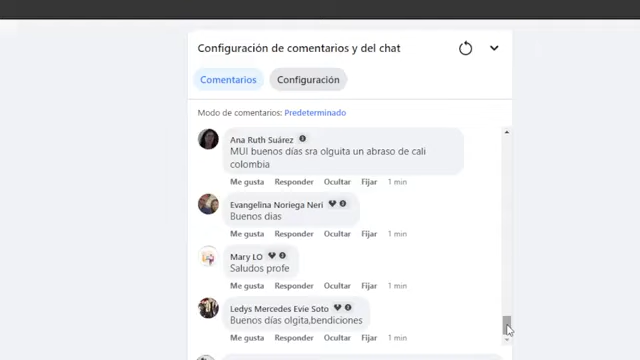 Configuración de comentarios y del chat
Comentarios Configuración
Modo de comentarios: Predeterminado
Ana Ruth Suárez
MUI buenos días sra olguita un abraso de cali
colombia
Me gusta Responder Ocultar Fijar 1 min
Evangelina Noriega Neri
Buenos dias
Me gusta Responder Ocultar Fijar 1 min
Mary LO
Saludos profe
Me gusta Responder Ocultar Fijar 1 min
Ledys Mercedes Evie Soto
Buenos días olgita,bendiciones
Me gusta Responder Ocultar Fijar 1 min